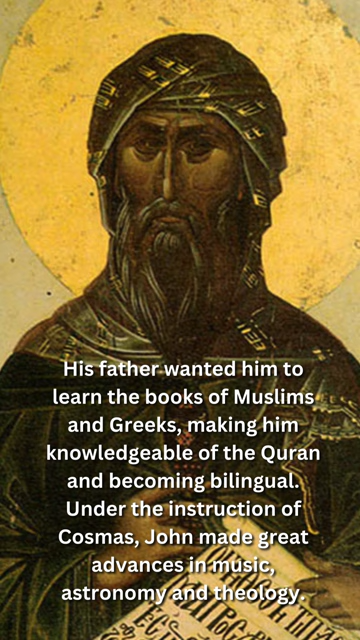 His father wanted him to
learn the books of Muslims
and Greeks, making him
knowledgeable of the Quran
and becoming bilingual.
Under the instruction of
Cosmas, John made great
advances in music,
astronomy and theology.